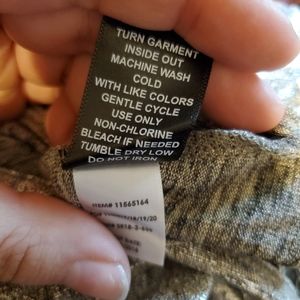 TURN GARMENT
INSIDE OUT
MACHINE WASH
COLD
WITH LIKE COLORS
GENTLE CYCLE
USE ONLY
NON-CHLORINE
BLEACH IF NEEDED
TUMBLE DRY LOW
DO NOT IRON
ITEM# 11565164